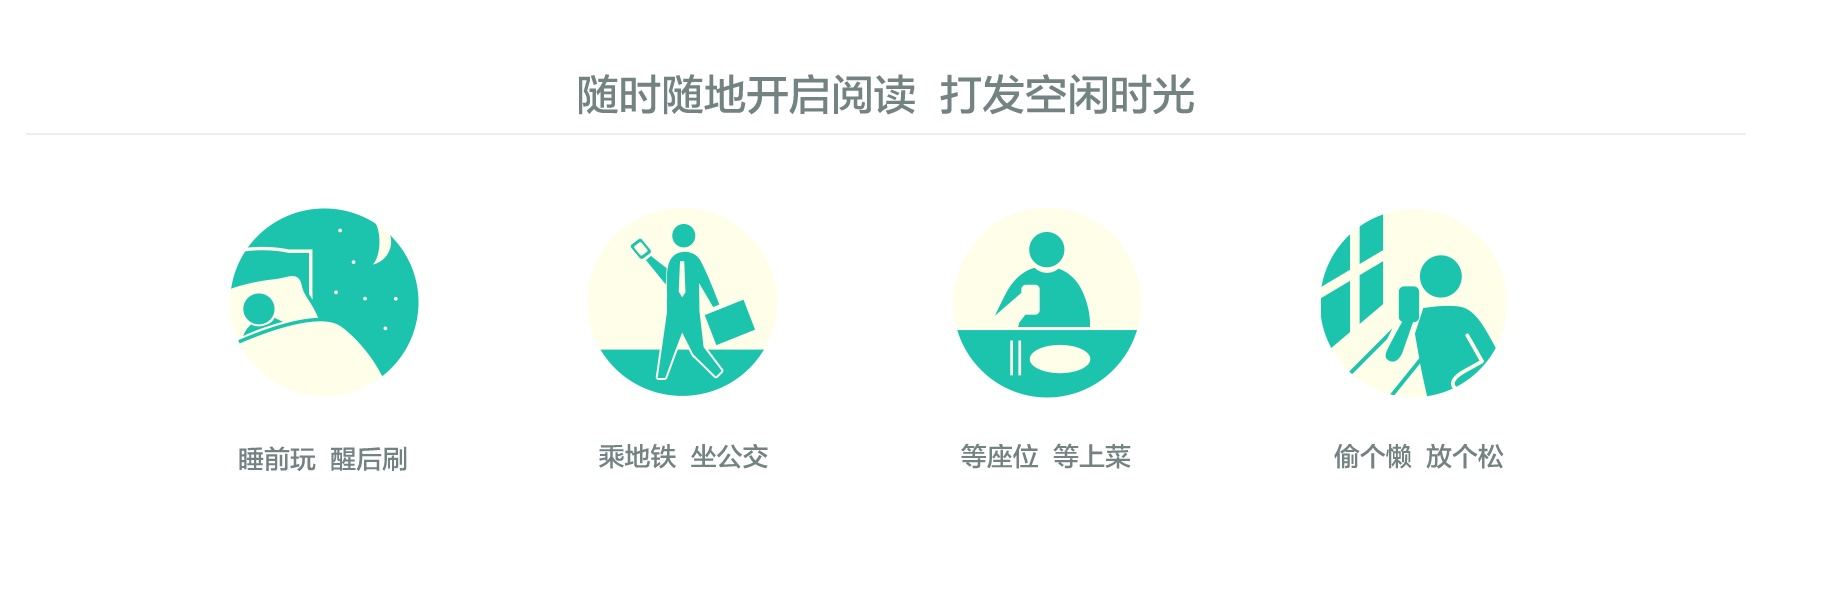 随时随地开启阅读 打发空闲时光
睡前玩 醒后刷
乘地铁 坐公交
等座位 等上菜
偷个懒 放个松